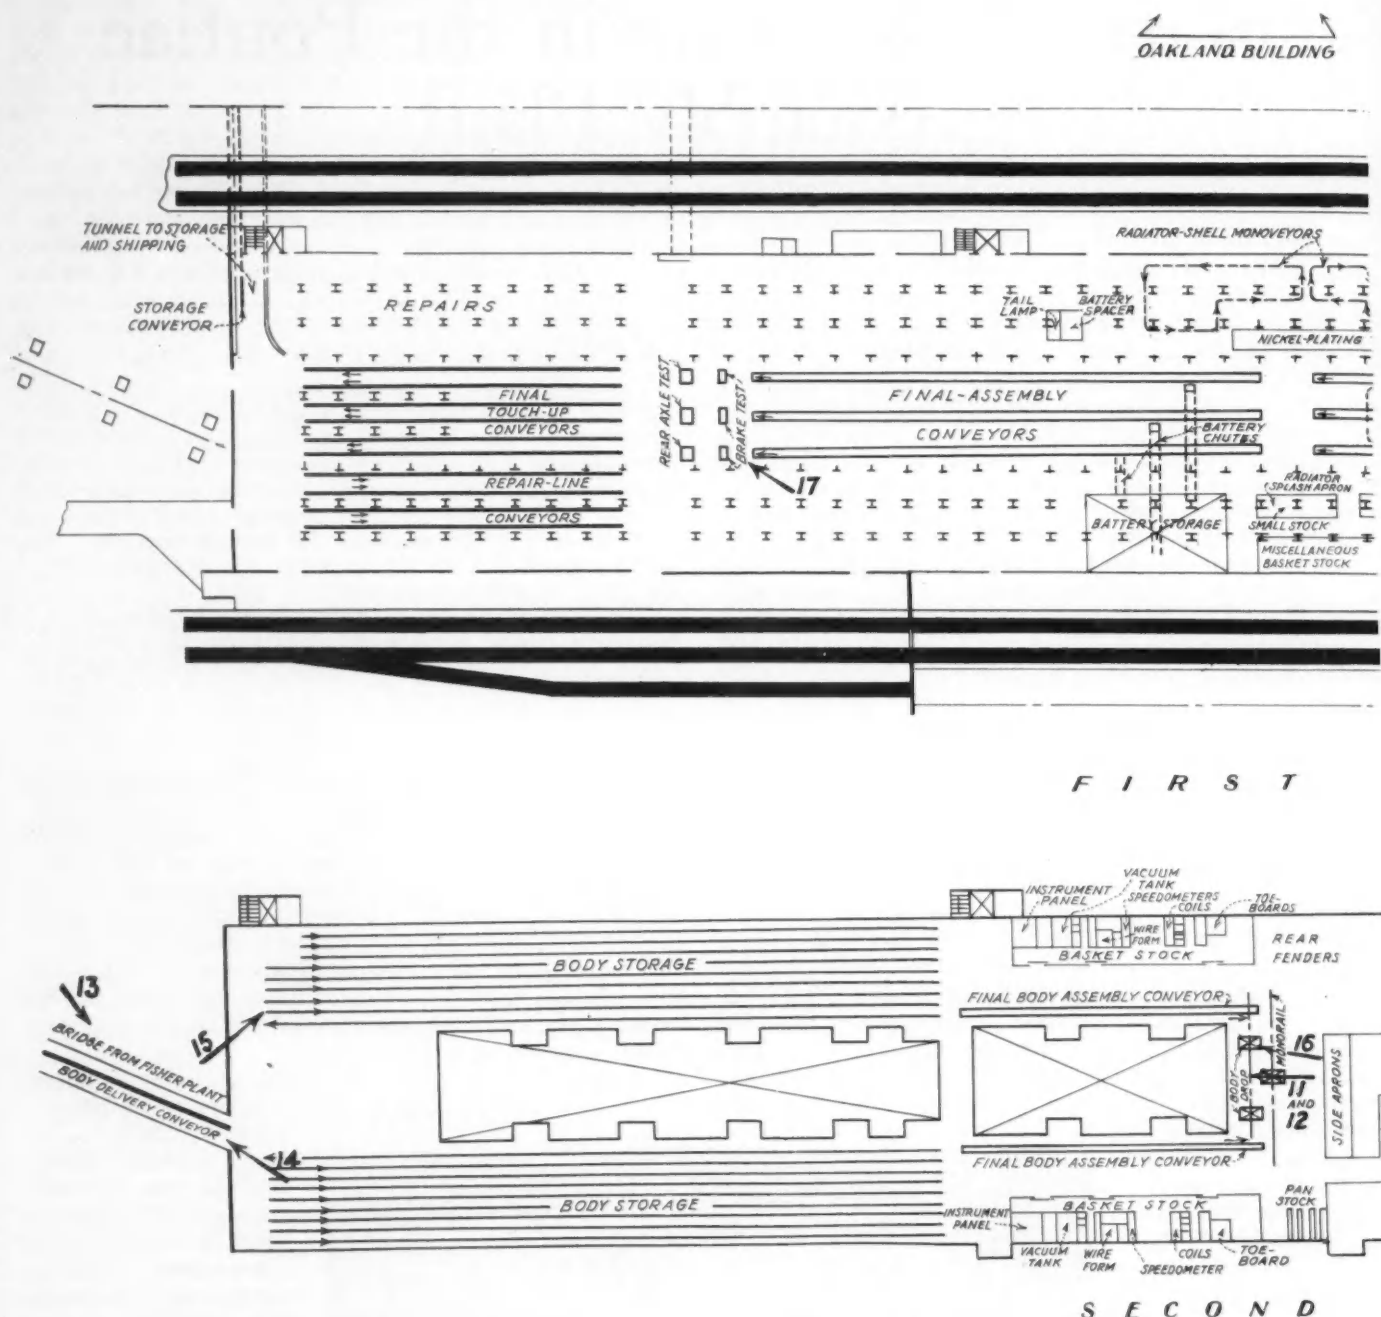 OAKLAND BUILDING
TUNNEL TO STORAGE
AND SHIPPING
RADIATOR-SHELL MONOVEYORS
STORAGE
CONVEYOR
REPAIRS
TAIL
LAMP
BATTERY
SPACER
NICKEL-PLATING
REAR AXLE TEST
BRAKE TEST
FINAL
TOUCH-UP
CONVEYORS
FINAL-ASSEMBLY
CONVEYORS
BATTERY
CHUTES
REPAIR-LINE
CONVEYORS
17
RADIATOR
SPLASH APRON
BATTERY STORAGE
SMALL STOCK
MISCELLANEOUS
BASKET STOCK
FIRST
INSTRUMENT
PANEL
VACUUM
TANK
SPEEDOMETERS
COILS
TOE-
BOARDS
WIRE
FORM
BASKET STOCK
REAR
FENDERS
BODY STORAGE
13
15
BRIDGE FROM FISHER PLANT
BODY DELIVERY CONVEYOR
14
FINAL BODY ASSEMBLY CONVEYOR
MONORAIL
BODY
DROP
16
11
AND
12
SIDE APRONS
FINAL BODY ASSEMBLY CONVEYOR
BODY STORAGE
BASKET STOCK
PAN
STOCK
INSTRUMENT
PANEL
VACUUM
TANK
WIRE
FORM
SPEEDOMETER
COILS
TOE-
BOARD
SECOND